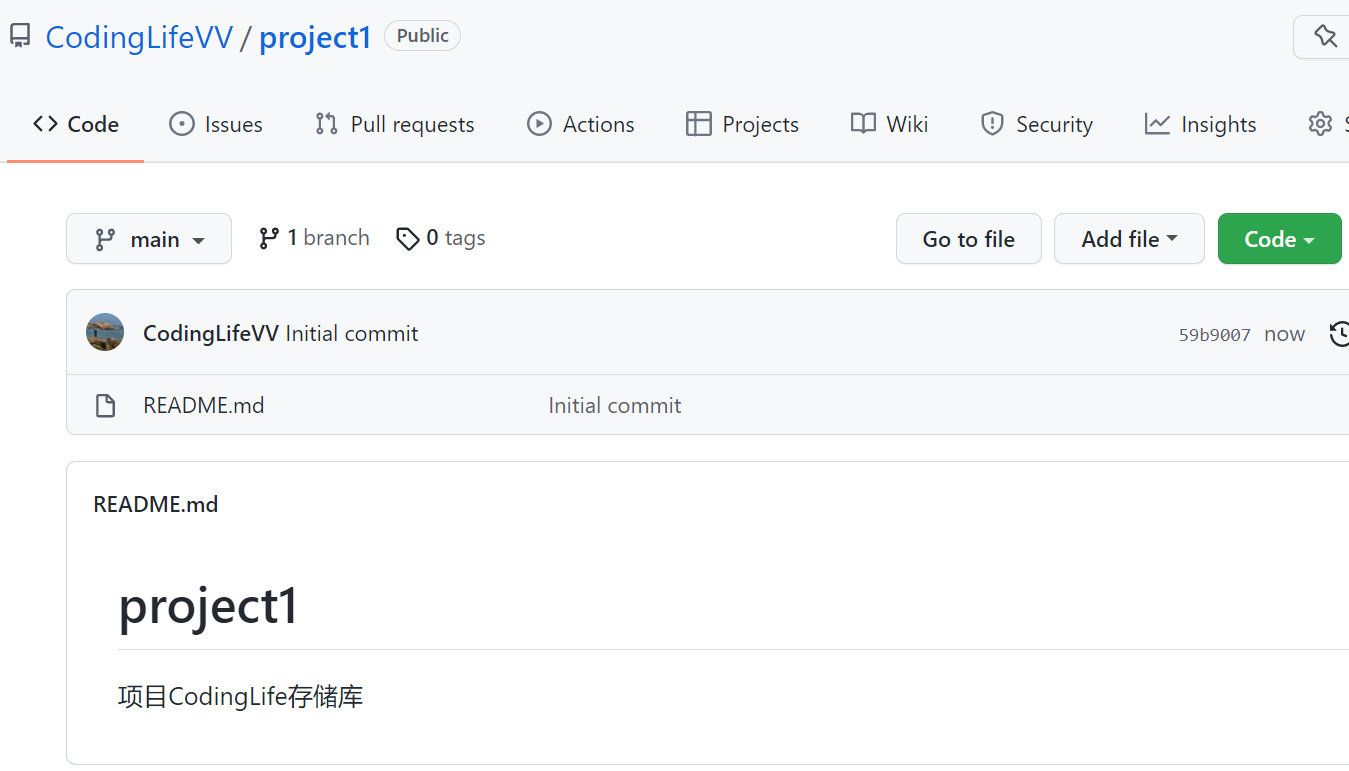 CodingLifeVV / project1 Public
Code Issues Pull requests Actions Projects Wiki Security Insights
main 1 branch 0 tags Go to file Add file Code
CodingLifeVV Initial commit 59b9007 now
README.md Initial commit
README.md
project1
项目CodingLife存储库